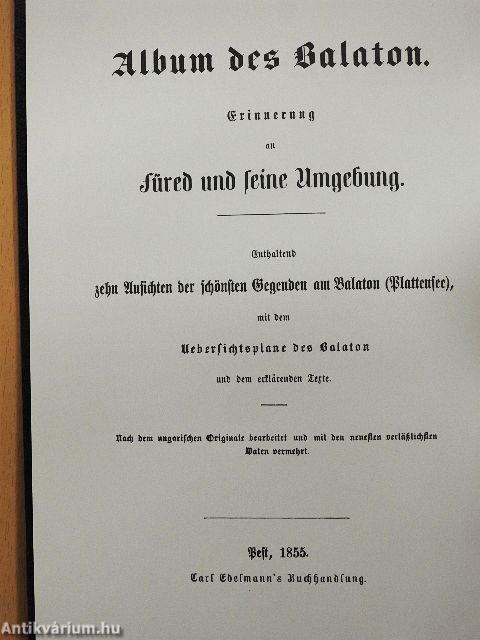 Album des Balaton.
Erinnerung
an
Füred und seine Umgebung.
Enthaltend
zehn Ansichten der schönsten Gegenden am Balaton (Plattensee),
mit dem
Uebersichtsplane des Balaton
und dem erklärenden Texte.
Nach dem ungarischen Originale bearbeitet und mit den neuesten verläßlichsten
Daten vermehrt.
Pest, 1855.
Carl Edelmann's Buchhandlung.
Antikvárium.hu